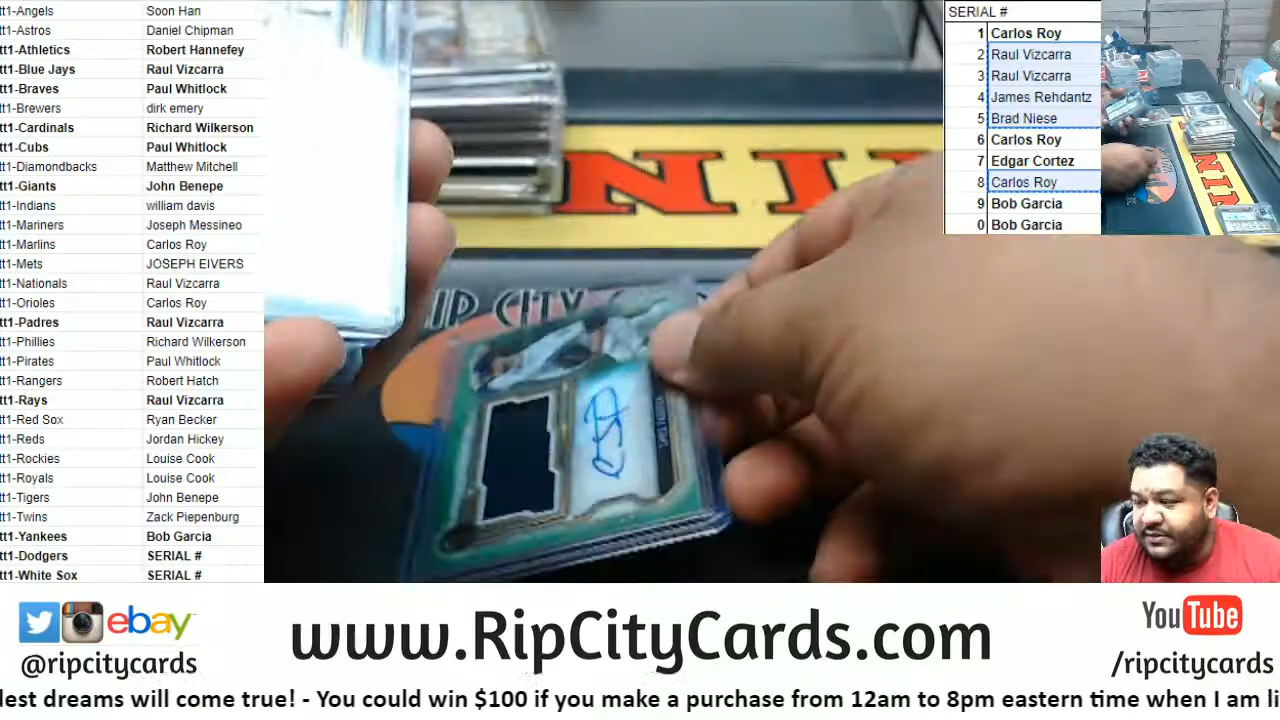 tt1-Angels Soon Han
tt1-Astros Daniel Chipman
tt1-Athletics Robert Hannefey
tt1-Blue Jays Raul Vizcarra
tt1-Braves Paul Whitlock
tt1-Brewers dirk emery
tt1-Cardinals Richard Wilkerson
tt1-Cubs Paul Whitlock
tt1-Diamondbacks Matthew Mitchell
tt1-Giants John Benepe
tt1-Indians william davis
tt1-Mariners Joseph Messineo
tt1-Marlins Carlos Roy
tt1-Mets JOSEPH EIVERS
tt1-Nationals Raul Vizcarra
tt1-Orioles Carlos Roy
tt1-Padres Raul Vizcarra
tt1-Phillies Richard Wilkerson
tt1-Pirates Paul Whitlock
tt1-Rangers Robert Hatch
tt1-Rays Raul Vizcarra
tt1-Red Sox Ryan Becker
tt1-Reds Jordan Hickey
tt1-Rockies Louise Cook
tt1-Royals Louise Cook
tt1-Tigers John Benepe
tt1-Twins Zack Piepenburg
tt1-Yankees Bob Garcia
tt1-Dodgers SERIAL #
tt1-White Sox SERIAL #
NINI
RIP CITY
SERIAL #
1 Carlos Roy
2 Raul Vizcarra
3 Raul Vizcarra
4 James Rehdantz
5 Brad Niese
6 Carlos Roy
7 Edgar Cortez
8 Carlos Roy
9 Bob Garcia
0 Bob Garcia
ebay
@ripcitycards
www.RipCityCards.com
YouTube
/ripcitycards
dest dreams will come true! - You could win $100 if you make a purchase from 12am to 8pm eastern time when I am li